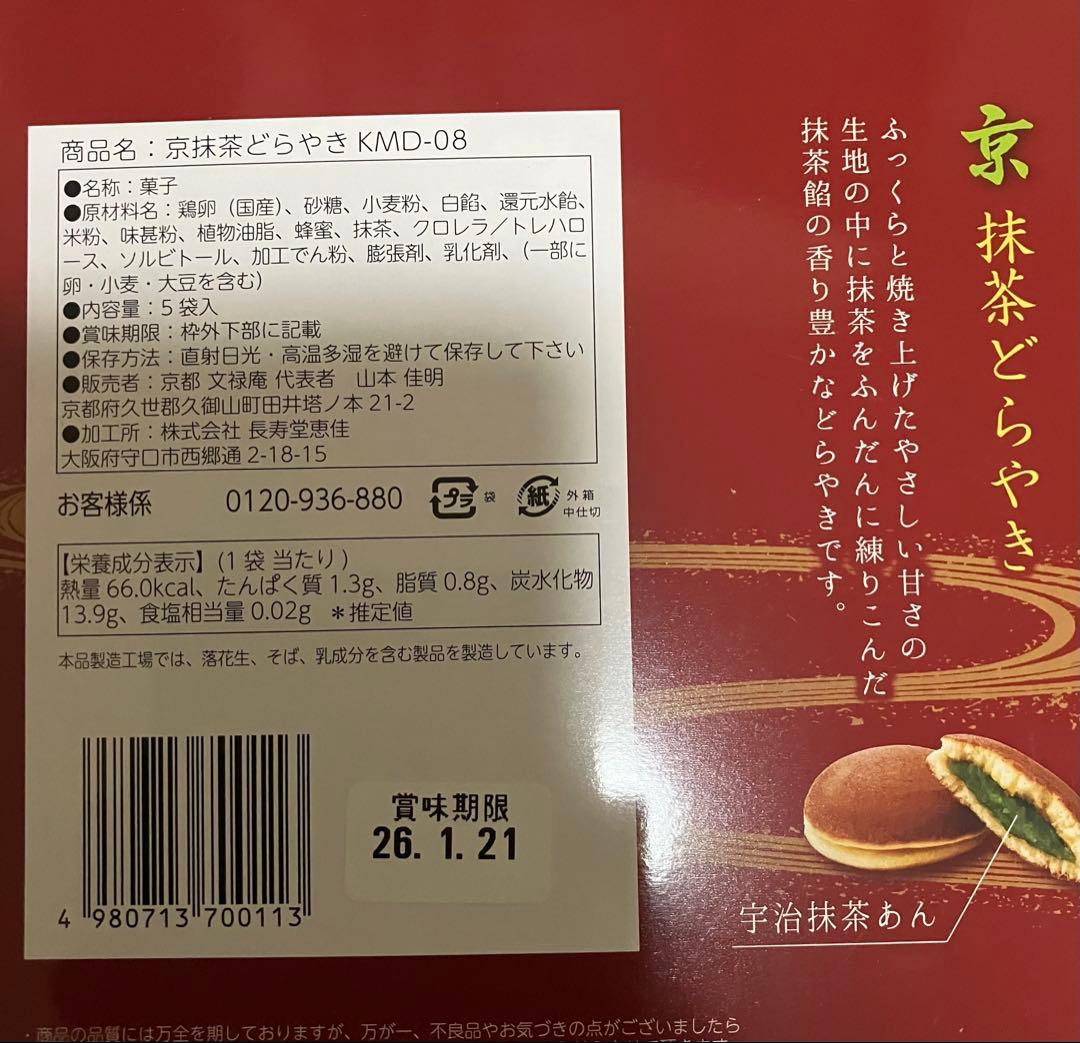 商品名：京抹茶どらやき KMD-08
●名称：菓子
●原材料名：鶏卵（国産）、砂糖、小麦粉、白餡、還元水飴、
米粉、味甚粉、植物油脂、蜂蜜、抹茶、クロレラ／トレハロ
ース、ソルビトール、加工でん粉、膨張剤、乳化剤、（一部に
卵・小麦・大豆を含む）
●内容量：5 袋入
●賞味期限：枠外下部に記載
●保存方法：直射日光・高温多湿を避けて保存して下さい
●販売者：京都 文禄庵 代表者　山本 佳明
京都府久世郡久御山町田井塔ノ本 21-2
●加工所：株式会社 長寿堂恵佳
大阪府守口市西郷通 2-18-15
お客様係 0120-936-880 プラ 袋 紙 外箱
中仕切
【栄養成分表示】（1 袋 当たり）
熱量 66.0kcal、たんぱく質 1.3g、脂質 0.8g、炭水化物
13.9g、食塩相当量 0.02g ＊推定値
本品製造工場では、落花生、そば、乳成分を含む製品を製造しています。
賞味期限
26. 1. 21
4 980713 700113
京 抹茶どらやき
ふっくらと焼き上げたやさしい甘さの
生地の中に抹茶をふんだんに練りこんだ
抹茶餡の香り豊かなどらやきです。
宇治抹茶あん
・商品の品質には万全を期しておりますが、万が一、不良品やお気づきの点がございましたら